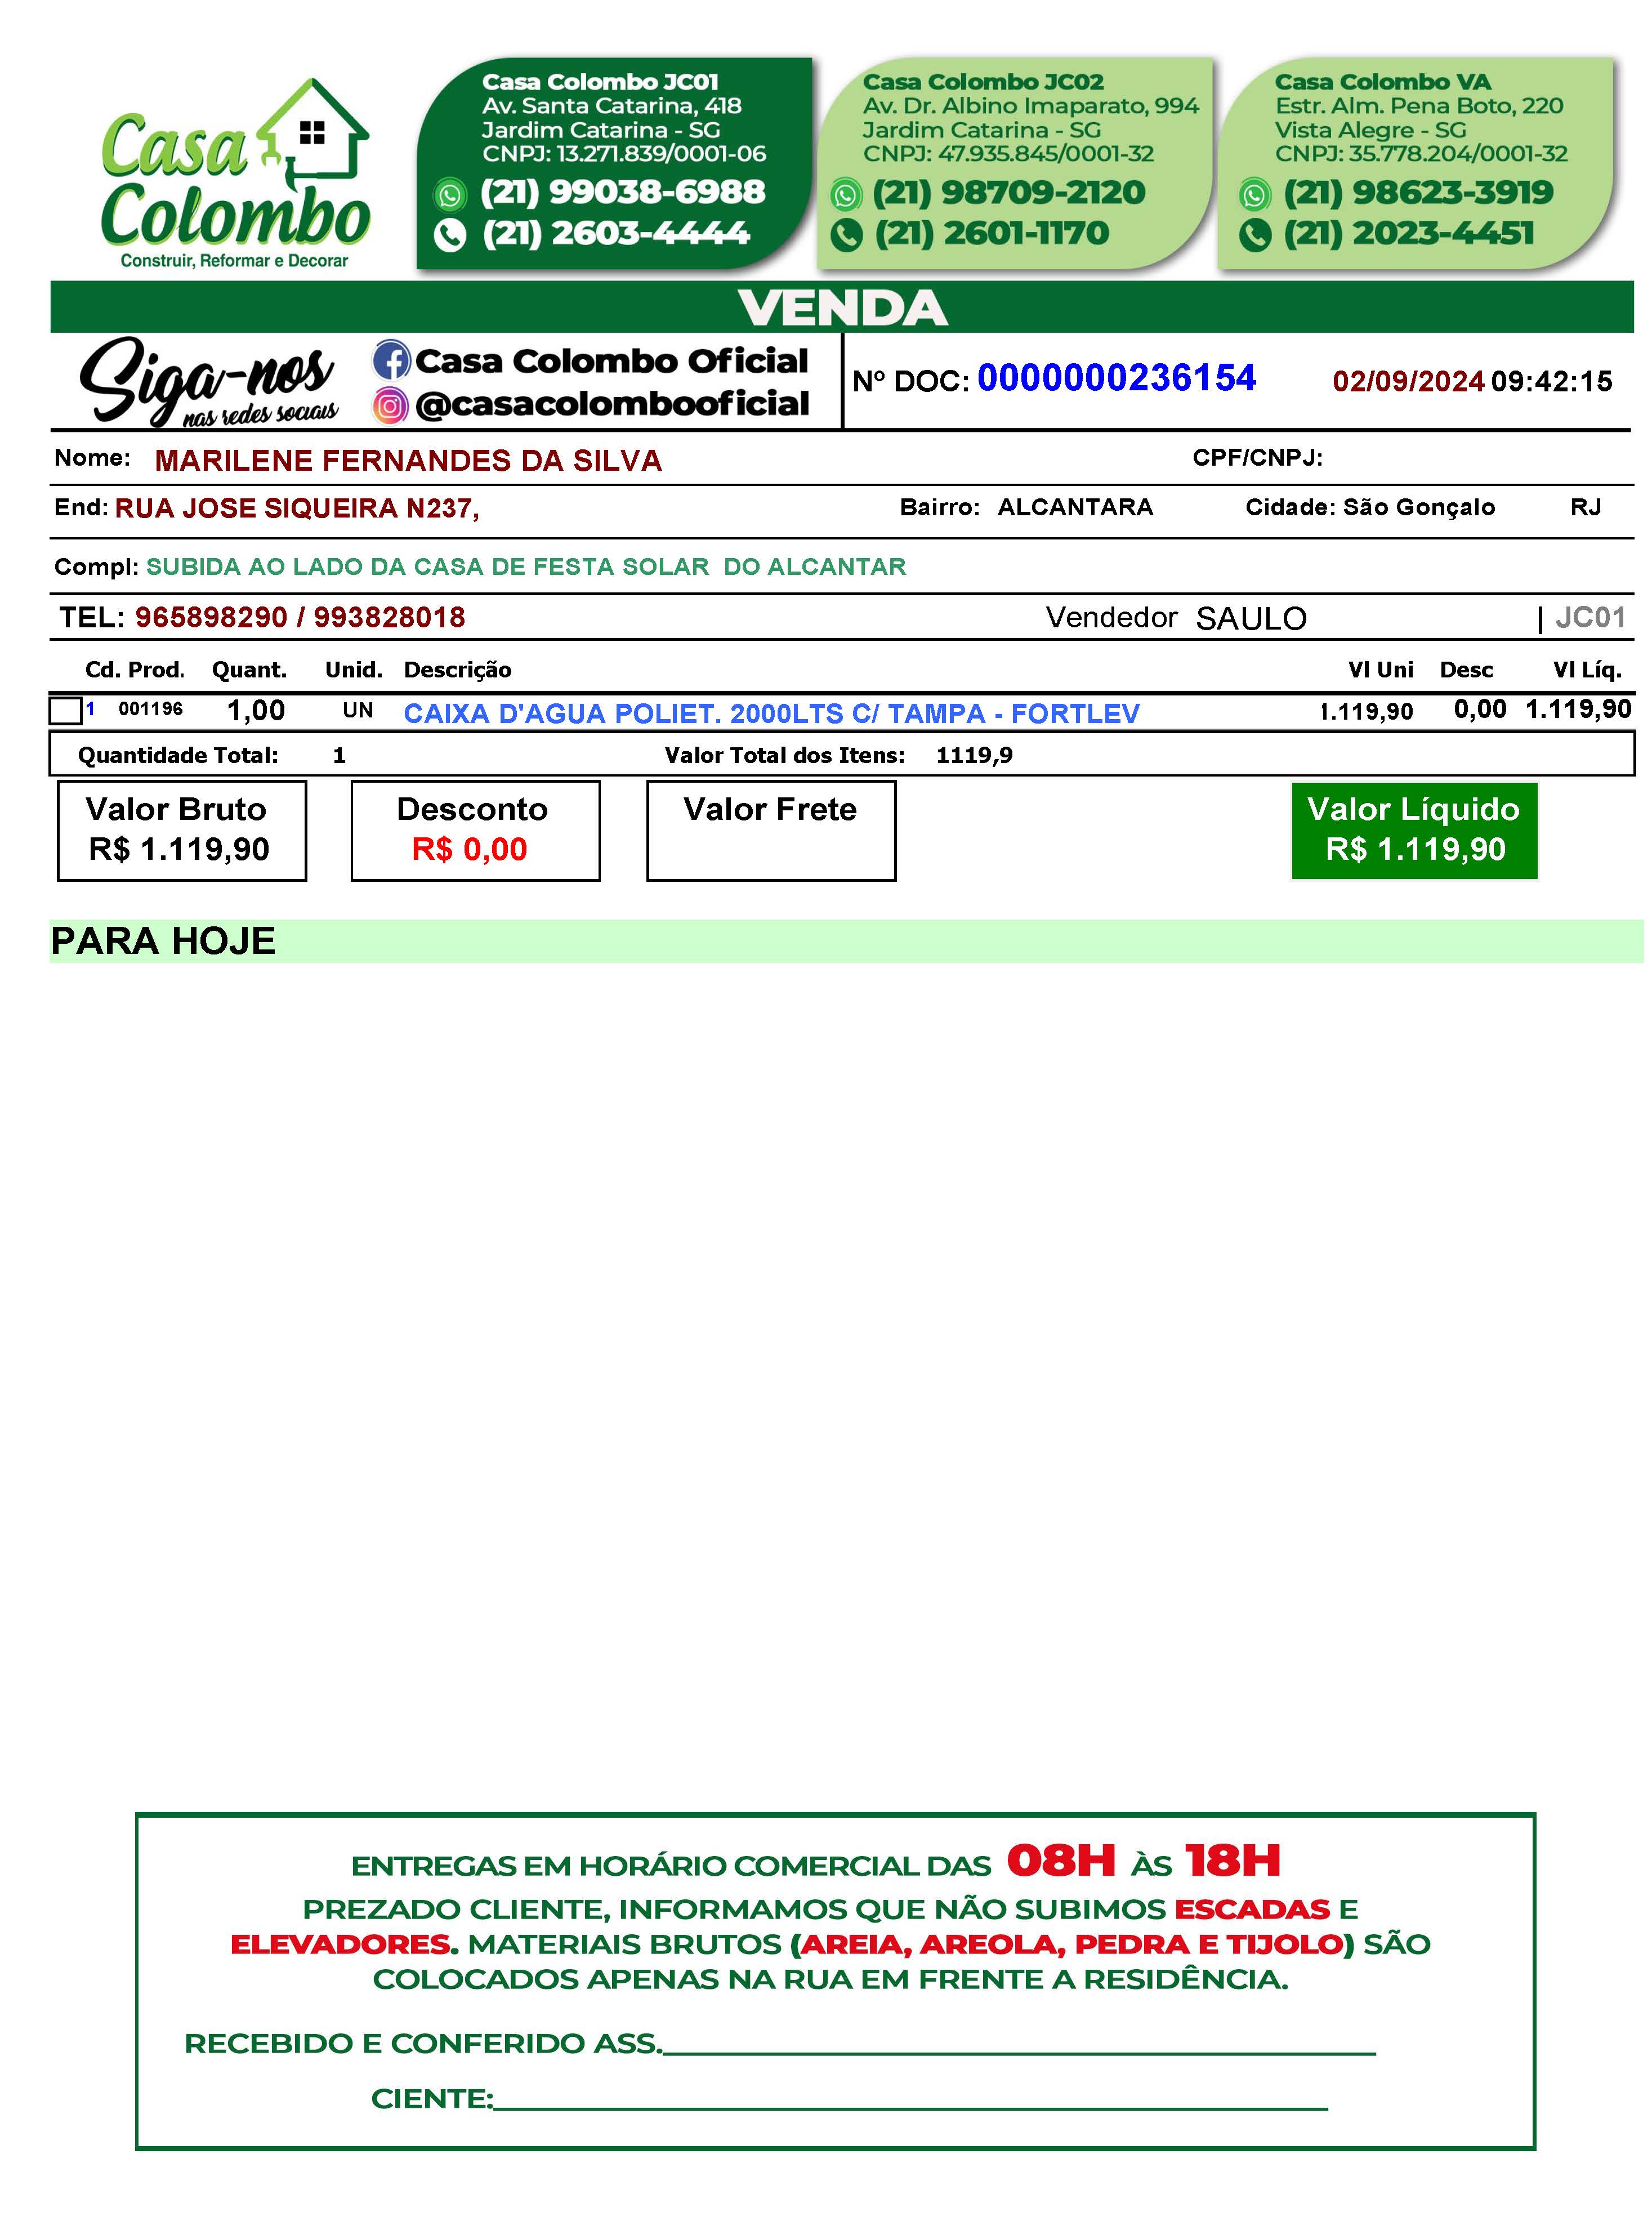 Casa
Colombo
Construir, Reformar e Decorar
Casa Colombo JC01
Av. Santa Catarina, 418
Jardim Catarina - SG
CNPJ: 13.271.839/0001-06
(21) 99038-6988
(21) 2603-4444
Casa Colombo JC02
Av. Dr. Albino Imaparato, 994
Jardim Catarina - SG
CNPJ: 47.935.845/0001-32
(21) 98709-2120
(21) 2601-1170
Casa Colombo VA
Estr. Alm. Pena Boto, 220
Vista Alegre - SG
CNPJ: 35.778.204/0001-32
(21) 98623-3919
(21) 2023-4451
VENDA
Siga-nos
nas redes sociais
Casa Colombo Oficial
@casacolombooficial
Nº DOC: 0000000236154 02/09/2024 09:42:15
Nome: MARILENE FERNANDES DA SILVA CPF/CNPJ:
End: RUA JOSE SIQUEIRA N237, Bairro: ALCANTARA Cidade: São Gonçalo RJ
Compl: SUBIDA AO LADO DA CASA DE FESTA SOLAR DO ALCANTAR
TEL: 965898290 / 993828018 Vendedor SAULO | JC01
Cd. Prod. Quant. Unid. Descrição Vl Uni Desc Vl Líq.
1 001196 1,00 UN CAIXA D'AGUA POLIET. 2000LTS C/ TAMPA - FORTLEV 1.119,90 0,00 1.119,90
Quantidade Total: 1 Valor Total dos Itens: 1119,9
Valor Bruto Desconto Valor Frete Valor Líquido
R$ 1.119,90 R$ 0,00 R$ 1.119,90
PARA HOJE
ENTREGAS EM HORÁRIO COMERCIAL DAS 08H ÀS 18H
PREZADO CLIENTE, INFORMAMOS QUE NÃO SUBIMOS ESCADAS E
ELEVADORES. MATERIAIS BRUTOS (AREIA, AREOLA, PEDRA E TIJOLO) SÃO
COLOCADOS APENAS NA RUA EM FRENTE A RESIDÊNCIA.
RECEBIDO E CONFERIDO ASS.
CIENTE: